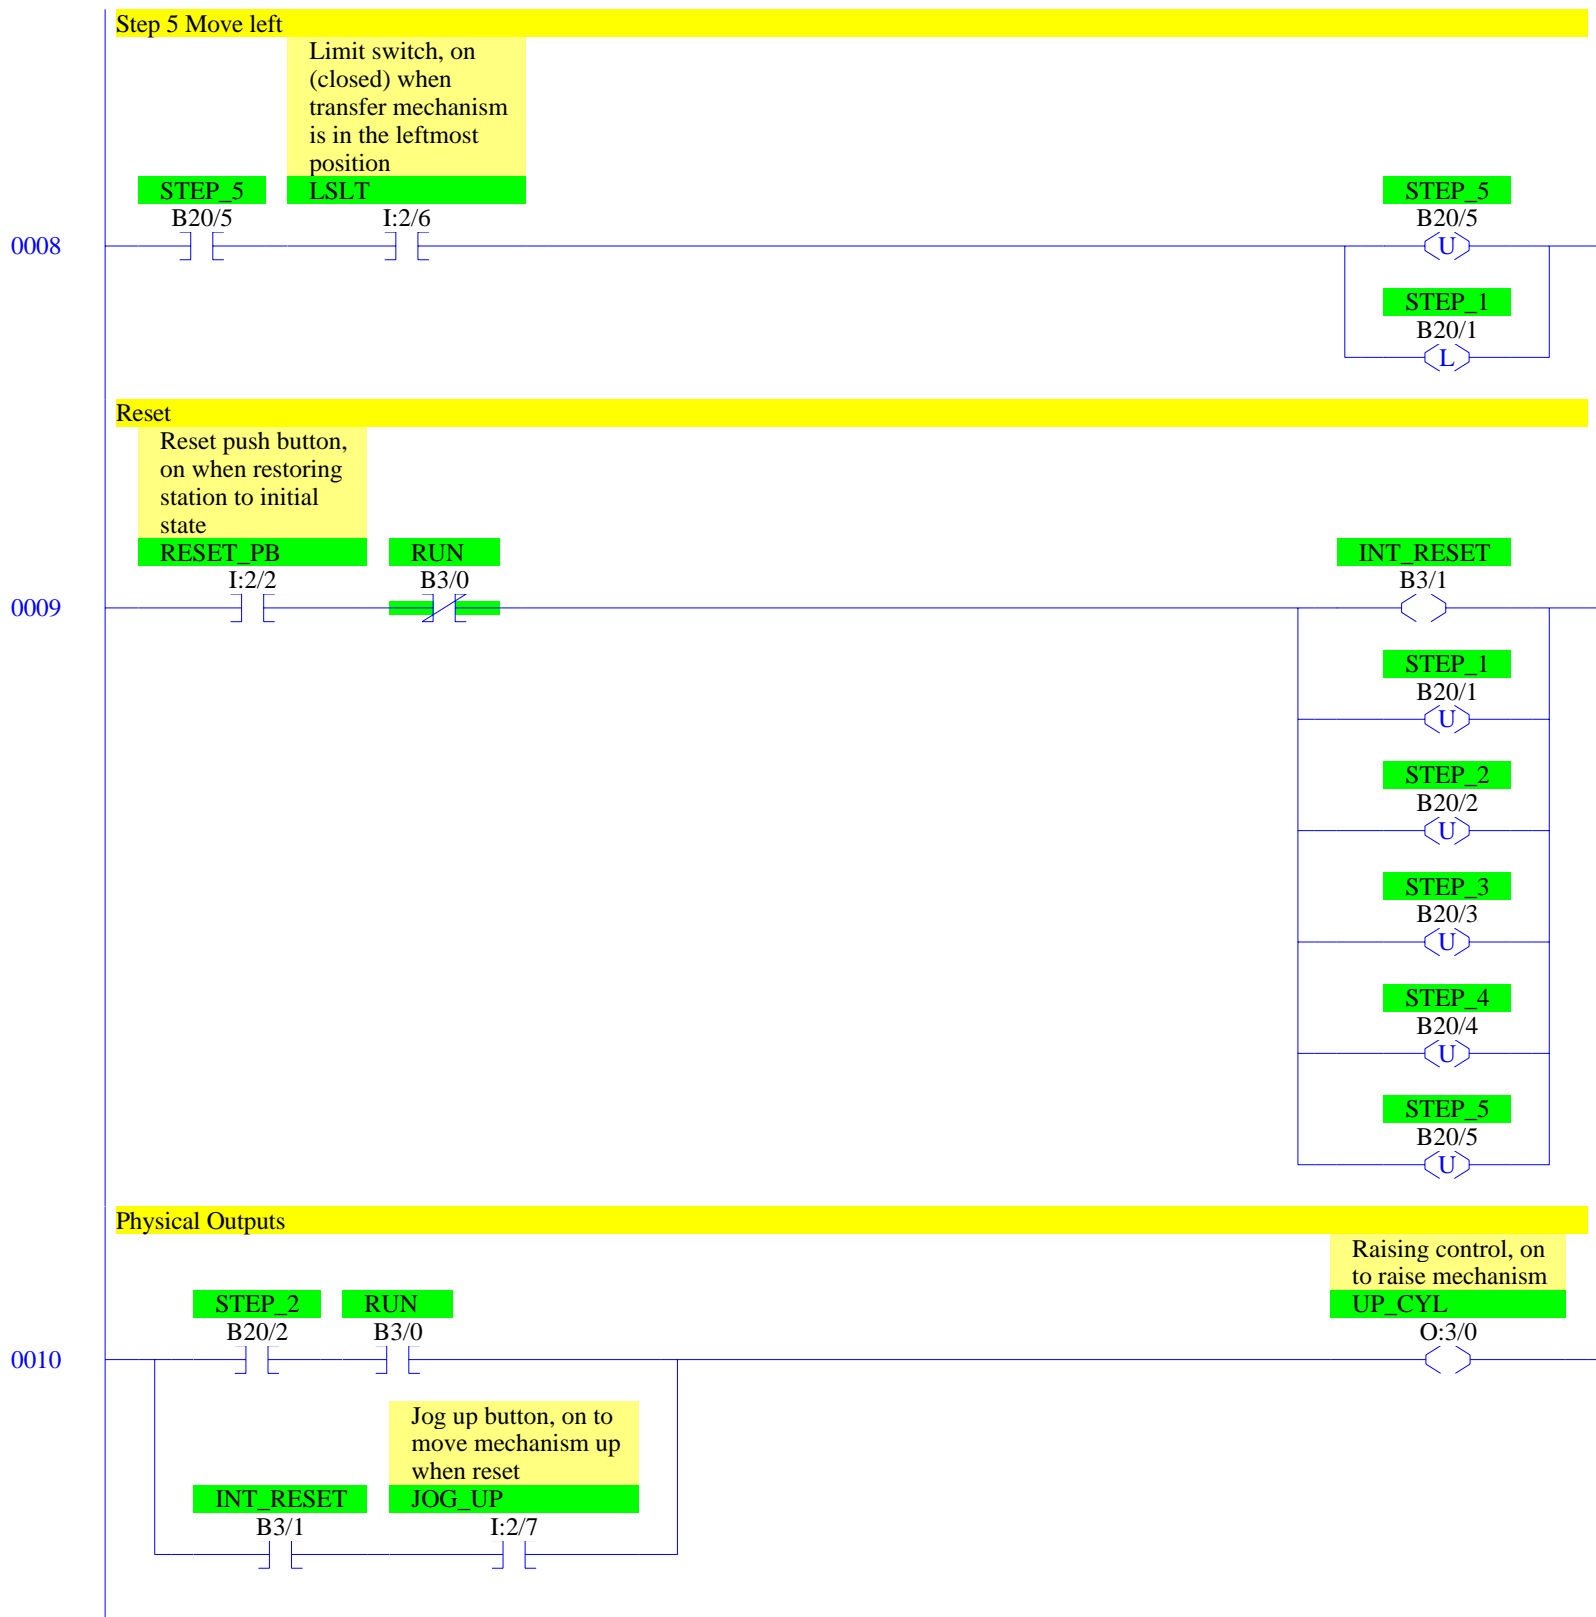 Step 5 Move left
Limit switch, on
(closed) when
transfer mechanism
is in the leftmost
position
STEP_5
LSLT
STEP_5
B20/5
I:2/6
B20/5
0008
U
STEP_1
B20/1
L
Reset
Reset push button,
on when restoring
station to initial
state
RESET_PB
RUN
INT_RESET
I:2/2
B3/0
B3/1
0009
STEP_1
B20/1
U
STEP_2
B20/2
U
STEP_3
B20/3
U
STEP_4
B20/4
U
STEP_5
B20/5
U
Physical Outputs
Raising control, on
to raise mechanism
STEP_2
RUN
UP_CYL
B20/2
B3/0
O:3/0
0010
Jog up button, on to
move mechanism up
when reset
INT_RESET
JOG_UP
B3/1
I:2/7